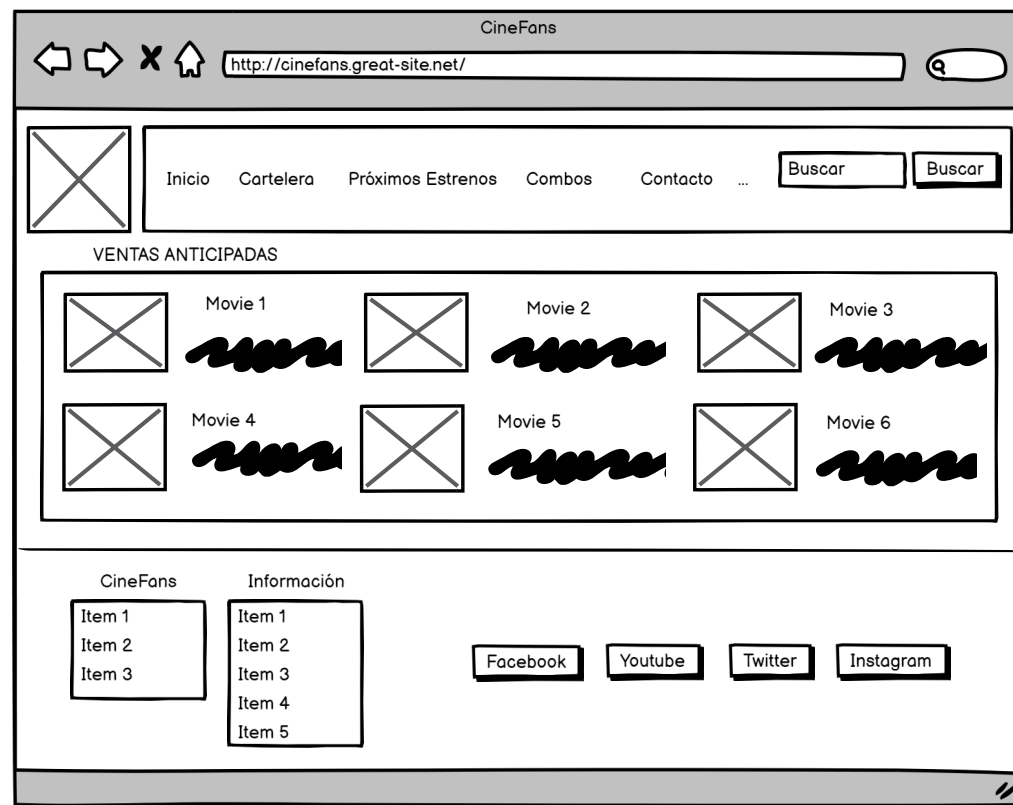 CineFans
http://cinefans.great-site.net/
Inicio Cartelera Próximos Estrenos Combos Contacto ... Buscar Buscar
VENTAS ANTICIPADAS
Movie 1 Movie 2 Movie 3
Movie 4 Movie 5 Movie 6
CineFans Información
Item 1 Item 1
Item 2 Item 2
Item 3 Item 3
Item 4
Item 5
Facebook Youtube Twitter Instagram